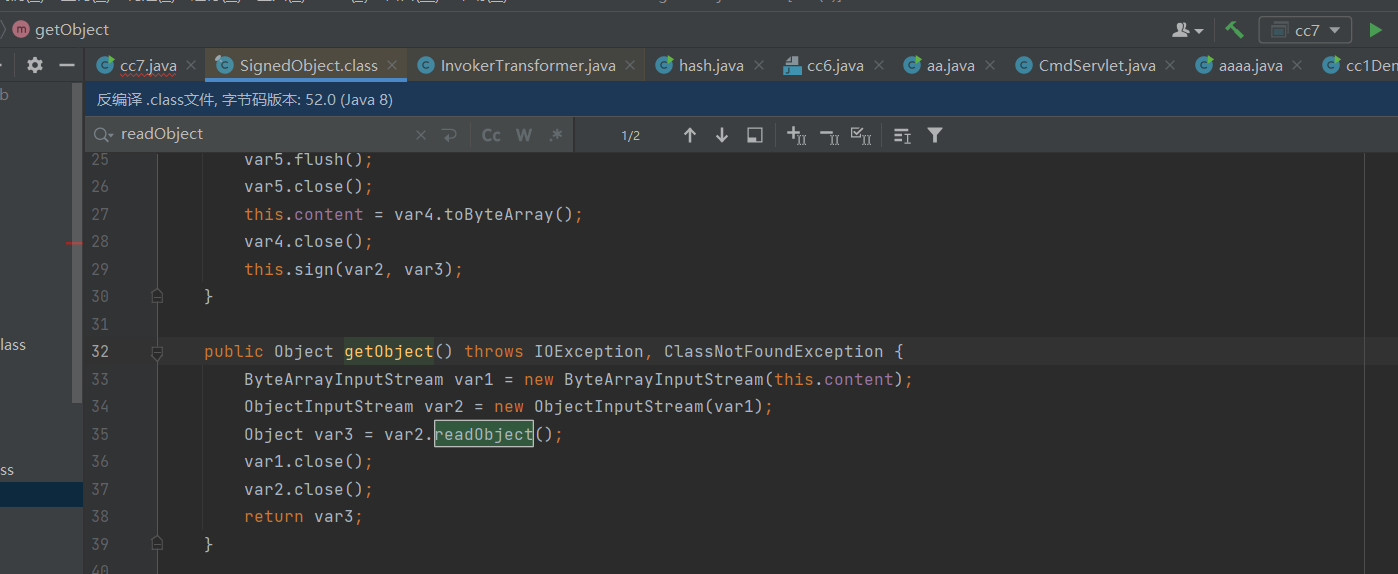 getObject
cc7
cc7.java
SignedObject.class
InvokerTransformer.java
hash.java
cc6.java
aa.java
CmdServlet.java
aaaa.java
cc1Den
b
反编译 .class文件, 字节码版本: 52.0 (Java 8)
readObject
Cc
W
.*
1/2
25 var5.flush();
26 var5.close();
27 this.content = var4.toByteArray();
28 var4.close();
29 this.sign(var2, var3);
30 }
31
lass
32 public Object getObject() throws IOException, ClassNotFoundException {
33 ByteArrayInputStream var1 = new ByteArrayInputStream(this.content);
34 ObjectInputStream var2 = new ObjectInputStream(var1);
35 Object var3 = var2.readObject();
36 var1.close();
ss
37 var2.close();
38 return var3;
39 }
40